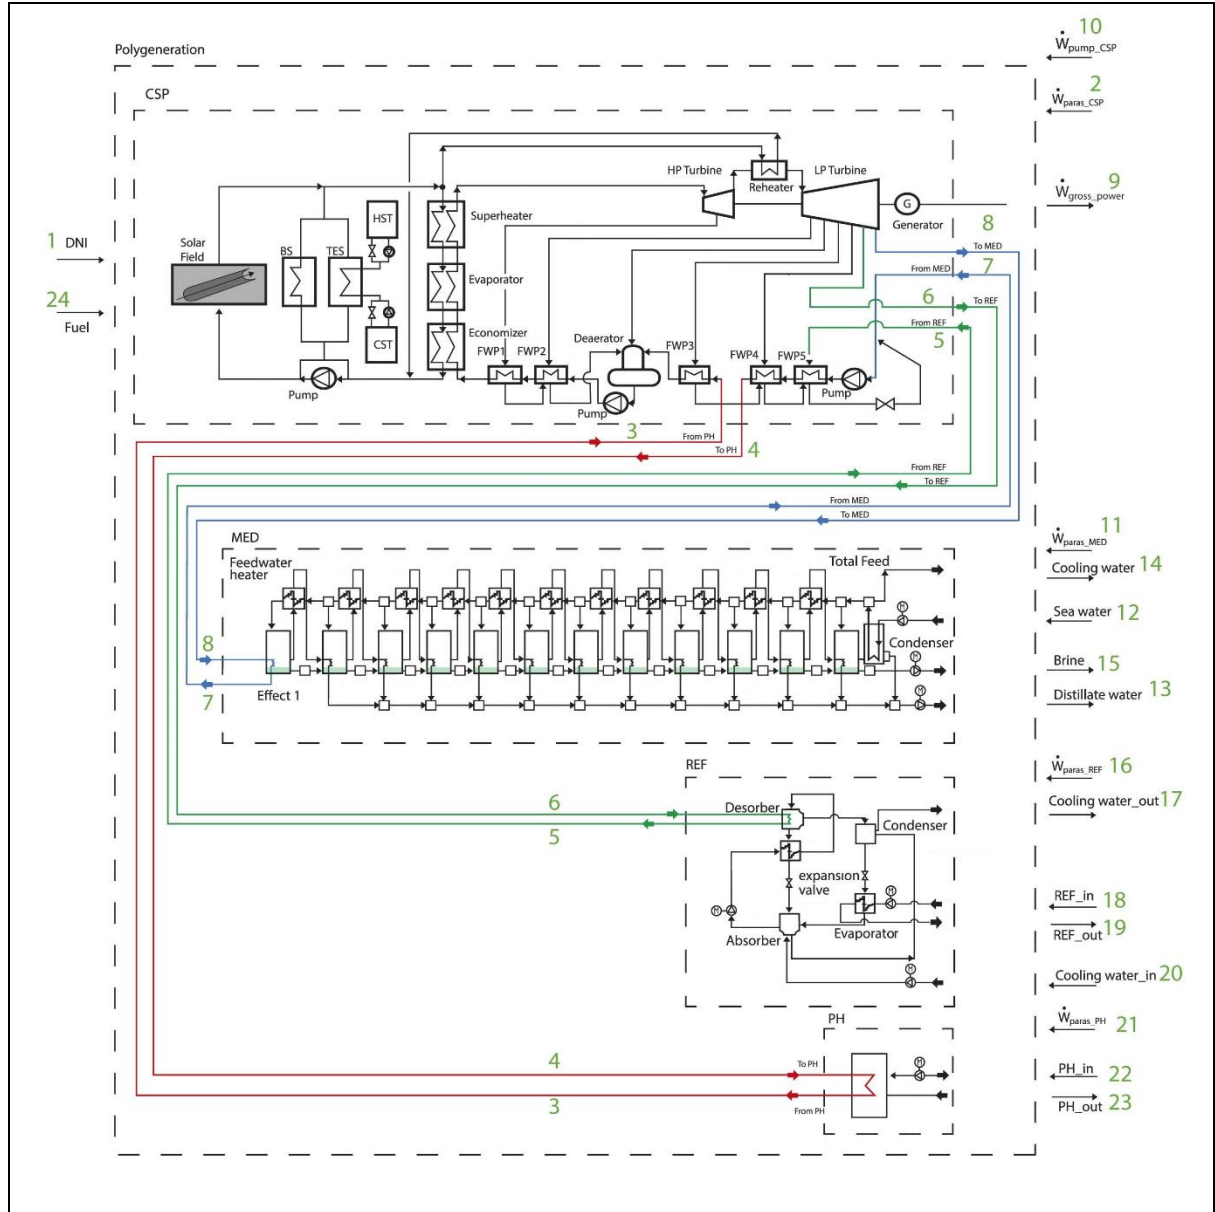 Polygeneration
10
Ẇpump_CSP
CSP
2
Ẇparas_CSP
HP Turbine
LP Turbine
Reheater
9
Ẇgross_power
G
Generator
HST
Superheater
Solar
Field
BS
TES
1 DNI
8
To MED
From MED
7
Evaporator
24
Fuel
6
To REF
From REF
5
CST
Economizer
Deaerator
FWP1
FWP2
FWP3
FWP4
FWP5
Pump
Pump
Pump
3
From PH
To PH
4
From REF
To REF
From MED
To MED
MED
11
Ẇparas_MED
Feedwater
heater
Total Feed
Cooling water 14
M
Sea water 12
8
Condenser
M
Brine 15
7
Effect 1
M
Distillate water 13
REF
Ẇparas_REF 16
6
Desorber
Cooling water_out 17
5
Condenser
expansion
valve
M
REF_in 18
M
Absorber
Evaporator
REF_out 19
M
Cooling water_in 20
PH
Ẇparas_PH 21
4
To PH
M
PH_in 22
3
From PH
PH_out 23